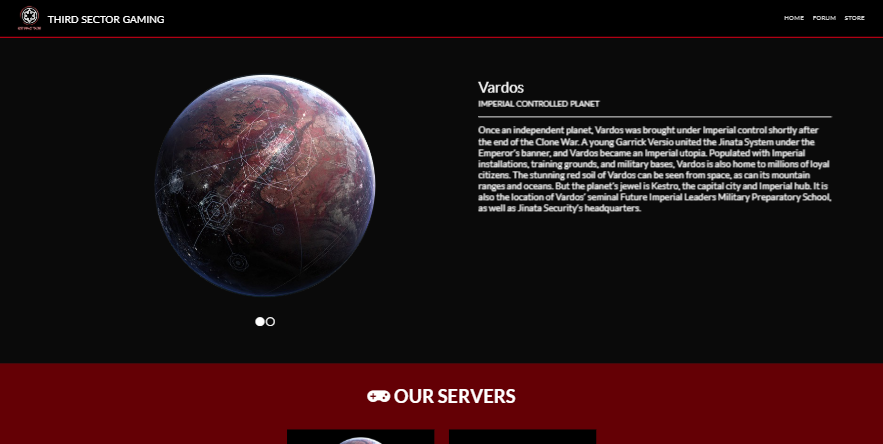 THIRD SECTOR GAMING
HOME FORUM STORE
Vardos
IMPERIAL CONTROLLED PLANET
Once an independent planet, Vardos was brought under Imperial control shortly after
the end of the Clone War. A young Garrick Versio united the Jinata System under the
Emperor's banner, and Vardos became an Imperial utopia. Populated with Imperial
installations, training grounds, and military bases, Vardos is also home to millions of loyal
citizens. The stunning red soil of Vardos can be seen from space, as can its mountain
ranges and oceans. But the planet's jewel is Kestro, the capital city and Imperial hub. It is
also the location of Vardos' seminal Future Imperial Leaders Military Preparatory School,
as well as Jinata Security's headquarters.
OUR SERVERS